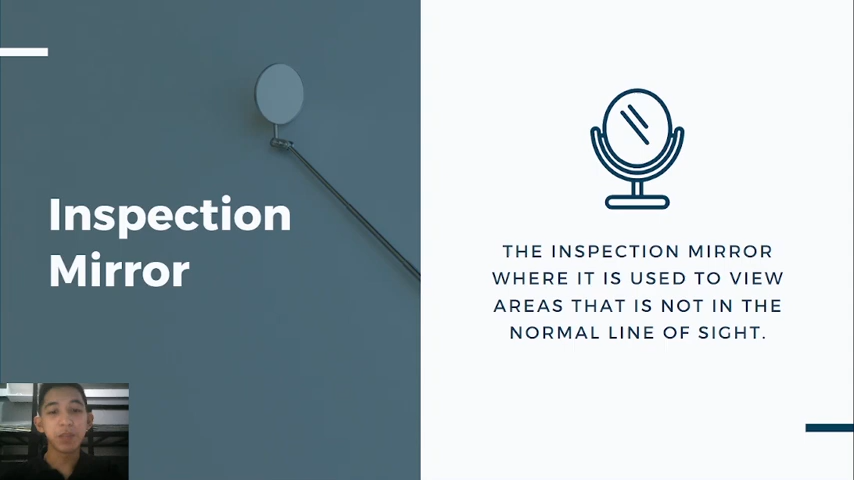 Inspection
Mirror
THE INSPECTION MIRROR
WHERE IT IS USED TO VIEW
AREAS THAT IS NOT IN THE
NORMAL LINE OF SIGHT.